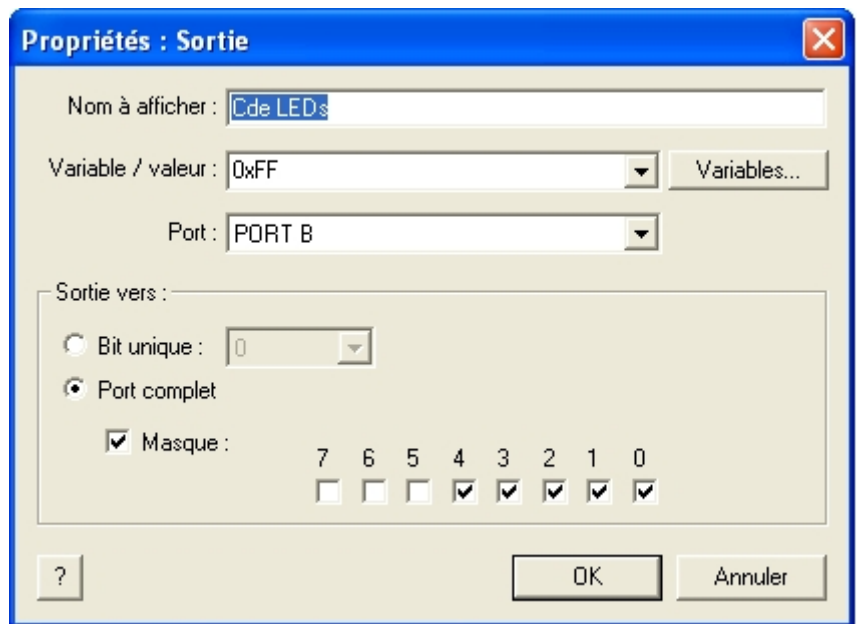 Propriétés : Sortie
Nom à afficher : Cde LEDs
Variable / valeur : 0xFF Variables...
Port : PORT B
Sortie vers :
Bit unique : 0
Port complet
Masque :
7 6 5 4 3 2 1 0
? OK Annuler